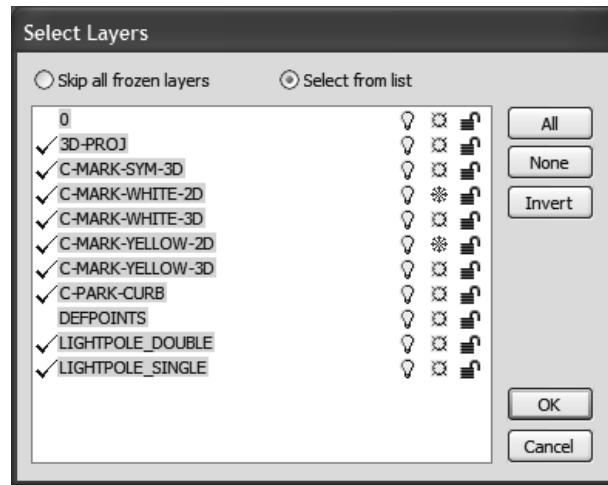 Select Layers
Skip all frozen layers Select from list
0
3D-PROJ
C-MARK-SYM-3D
C-MARK-WHITE-2D
C-MARK-WHITE-3D
C-MARK-YELLOW-2D
C-MARK-YELLOW-3D
C-PARK-CURB
DEFPOINTS
LIGHTPOLE_DOUBLE
LIGHTPOLE_SINGLE
All
None
Invert
OK
Cancel